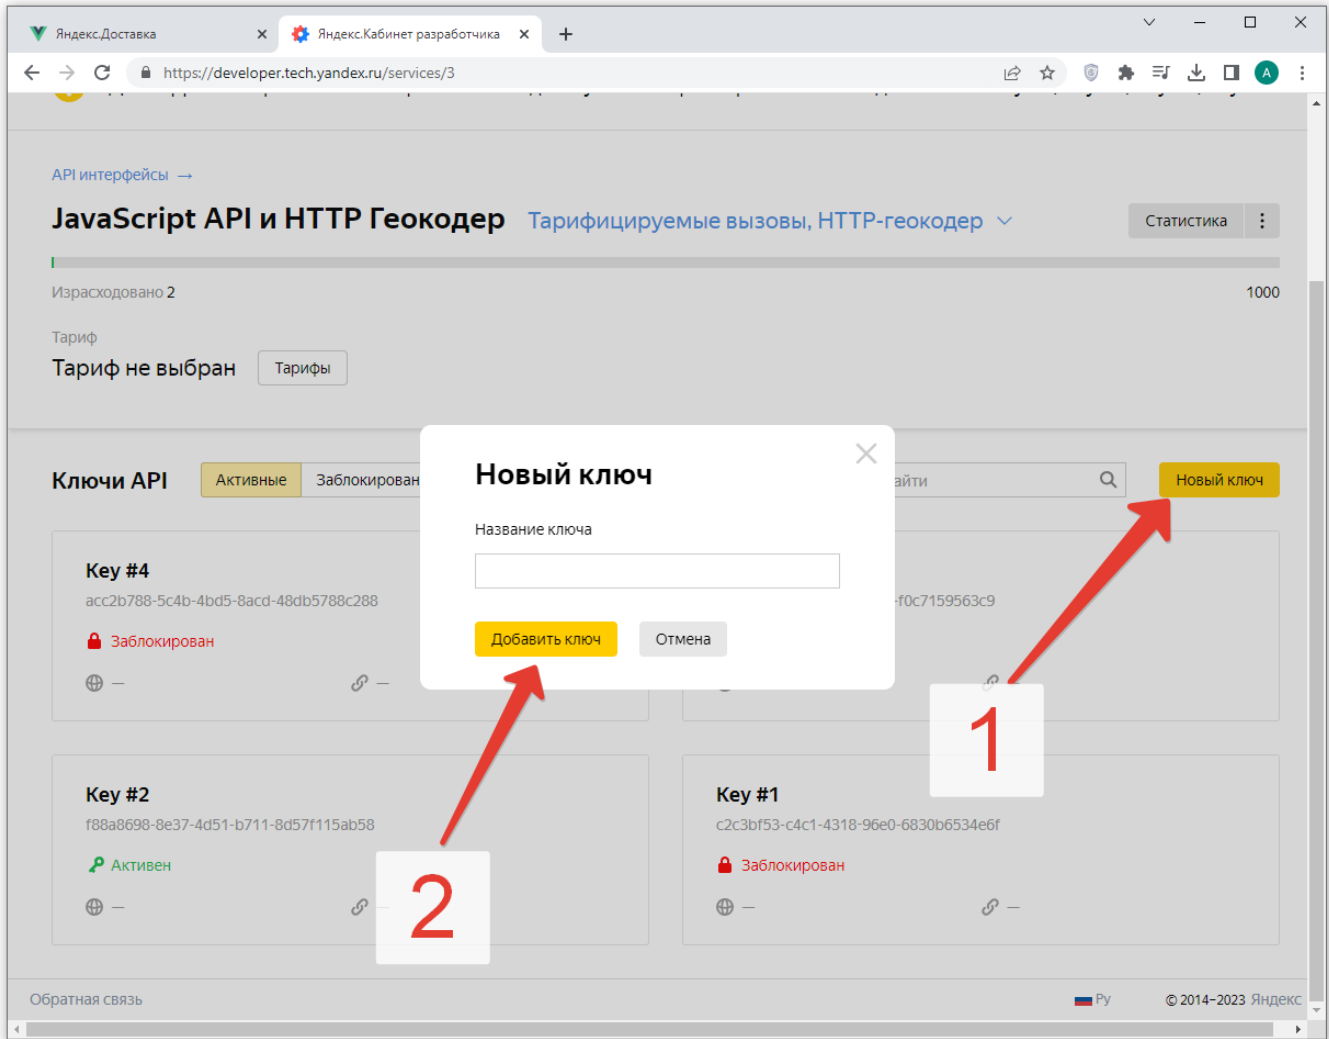 Яндекс.Доставка
Яндекс.Кабинет разработчика
https://developer.tech.yandex.ru/services/3
A
API интерфейсы →
JavaScript API и HTTP Геокодер Тарифицируемые вызовы, HTTP-геокодер
Статистика
Израсходовано 2
1000
Тариф
Тариф не выбран Тарифы
Ключи API Активные Заблокирован
айти
Новый ключ
Новый ключ
Название ключа
Добавить ключ Отмена
Key #4
acc2b788-5c4b-4bd5-8acd-48db5788c288
Заблокирован
— —
-f0c7159563c9
1
Key #2
f88a8698-8e37-4d51-b711-8d57f115ab58
Активен
— —
2
Key #1
c2c3bf53-c4c1-4318-96e0-6830b6534e6f
Заблокирован
— —
Обратная связь
Ру
© 2014–2023 Яндекс